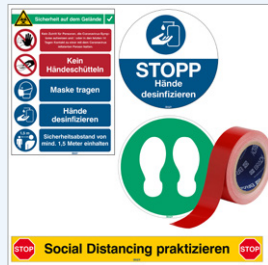 Sicherheit auf dem Gelände
Kein
Händeschütteln
Maske tragen
Hände
desinfizieren
Sicherheitsabstand von
mind. 1,5 Meter einhalten
STOPP
Hände
desinfizieren
STOP Social Distancing praktizieren STOP